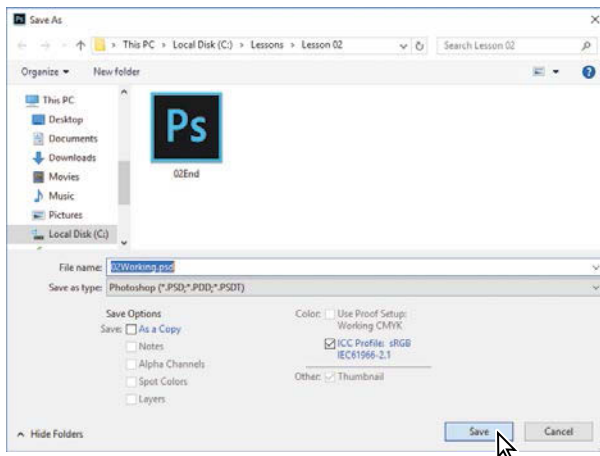 Ps Save As
This PC > Local Disk (C:) > Lessons > Lesson 02
Search Lesson 02
Organize
New folder
This PC
Desktop
Documents
Downloads
Movies
Music
Pictures
Local Disk (C:)
Ps
02End
File name: 02Working.psd
Save as type: Photoshop (*.PSD;*.PDD;*.PSDT)
Save Options
Save: As a Copy
Notes
Alpha Channels
Spot Colors
Layers
Color: Use Proof Setup:
Working CMYK
ICC Profile: sRGB
IEC61966-2.1
Other: Thumbnail
Hide Folders
Save
Cancel